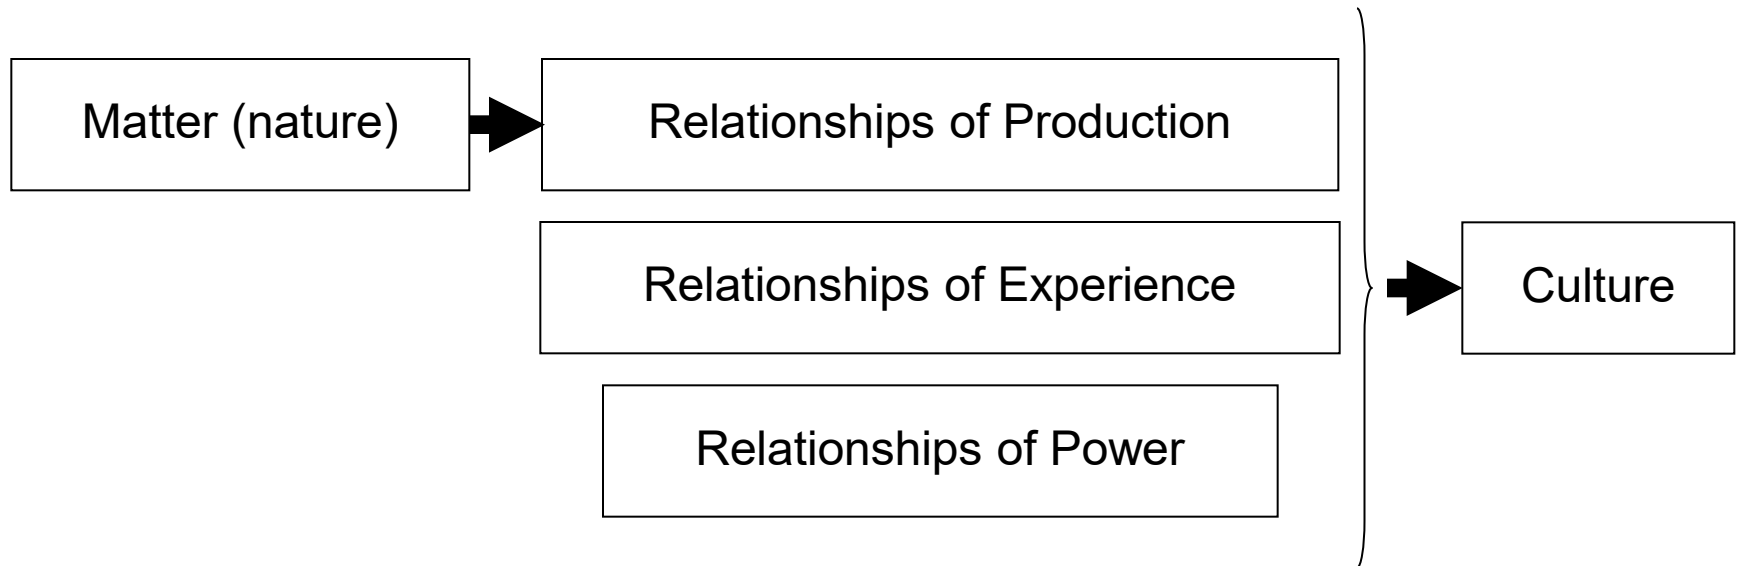 Matter (nature)
Relationships of Production
Relationships of Experience
Culture
Relationships of Power